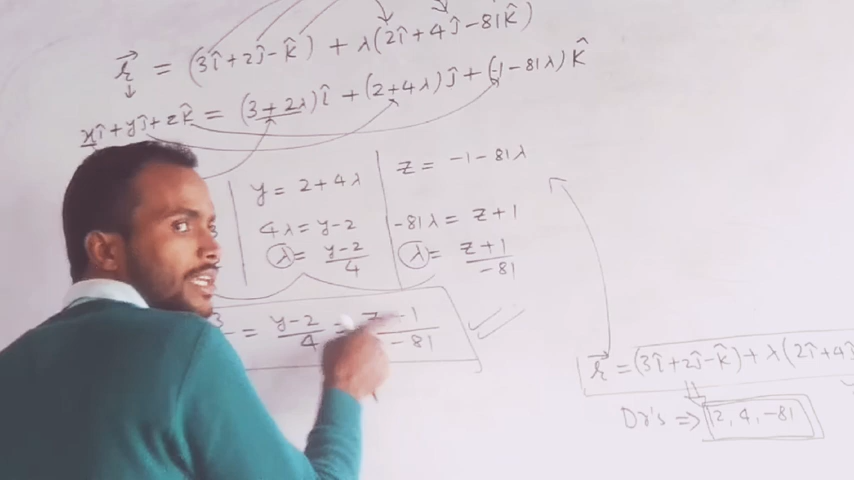 r⃗ = (3î+2ĵ-k̂) + λ(2î+4ĵ-81k̂)
xî+yĵ+zk̂ = (3+2λ)î + (2+4λ)ĵ + (-1-81λ)k̂
y = 2+4λ
4λ = y-2
λ = y-2/4
z = -1-81λ
-81λ = z+1
λ = z+1/-81
3 = y-2/4 = z 1/-81
r⃗ = (3î+2ĵ-k̂) + λ(2î+4ĵ
Dr's ⇒ 2, 4, -81